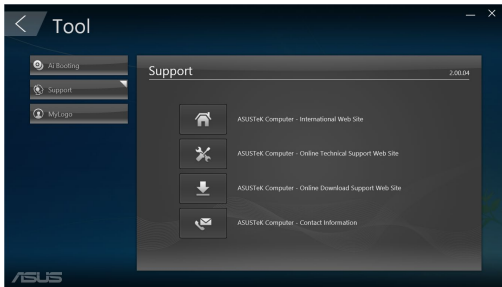 Tool
Ai Booting
Support
MyLogo
Support
2.00.04
ASUSTeK Computer - International Web Site
ASUSTeK Computer - Online Technical Support Web Site
ASUSTeK Computer - Online Download Support Web Site
ASUSTeK Computer - Contact Information
ASUS